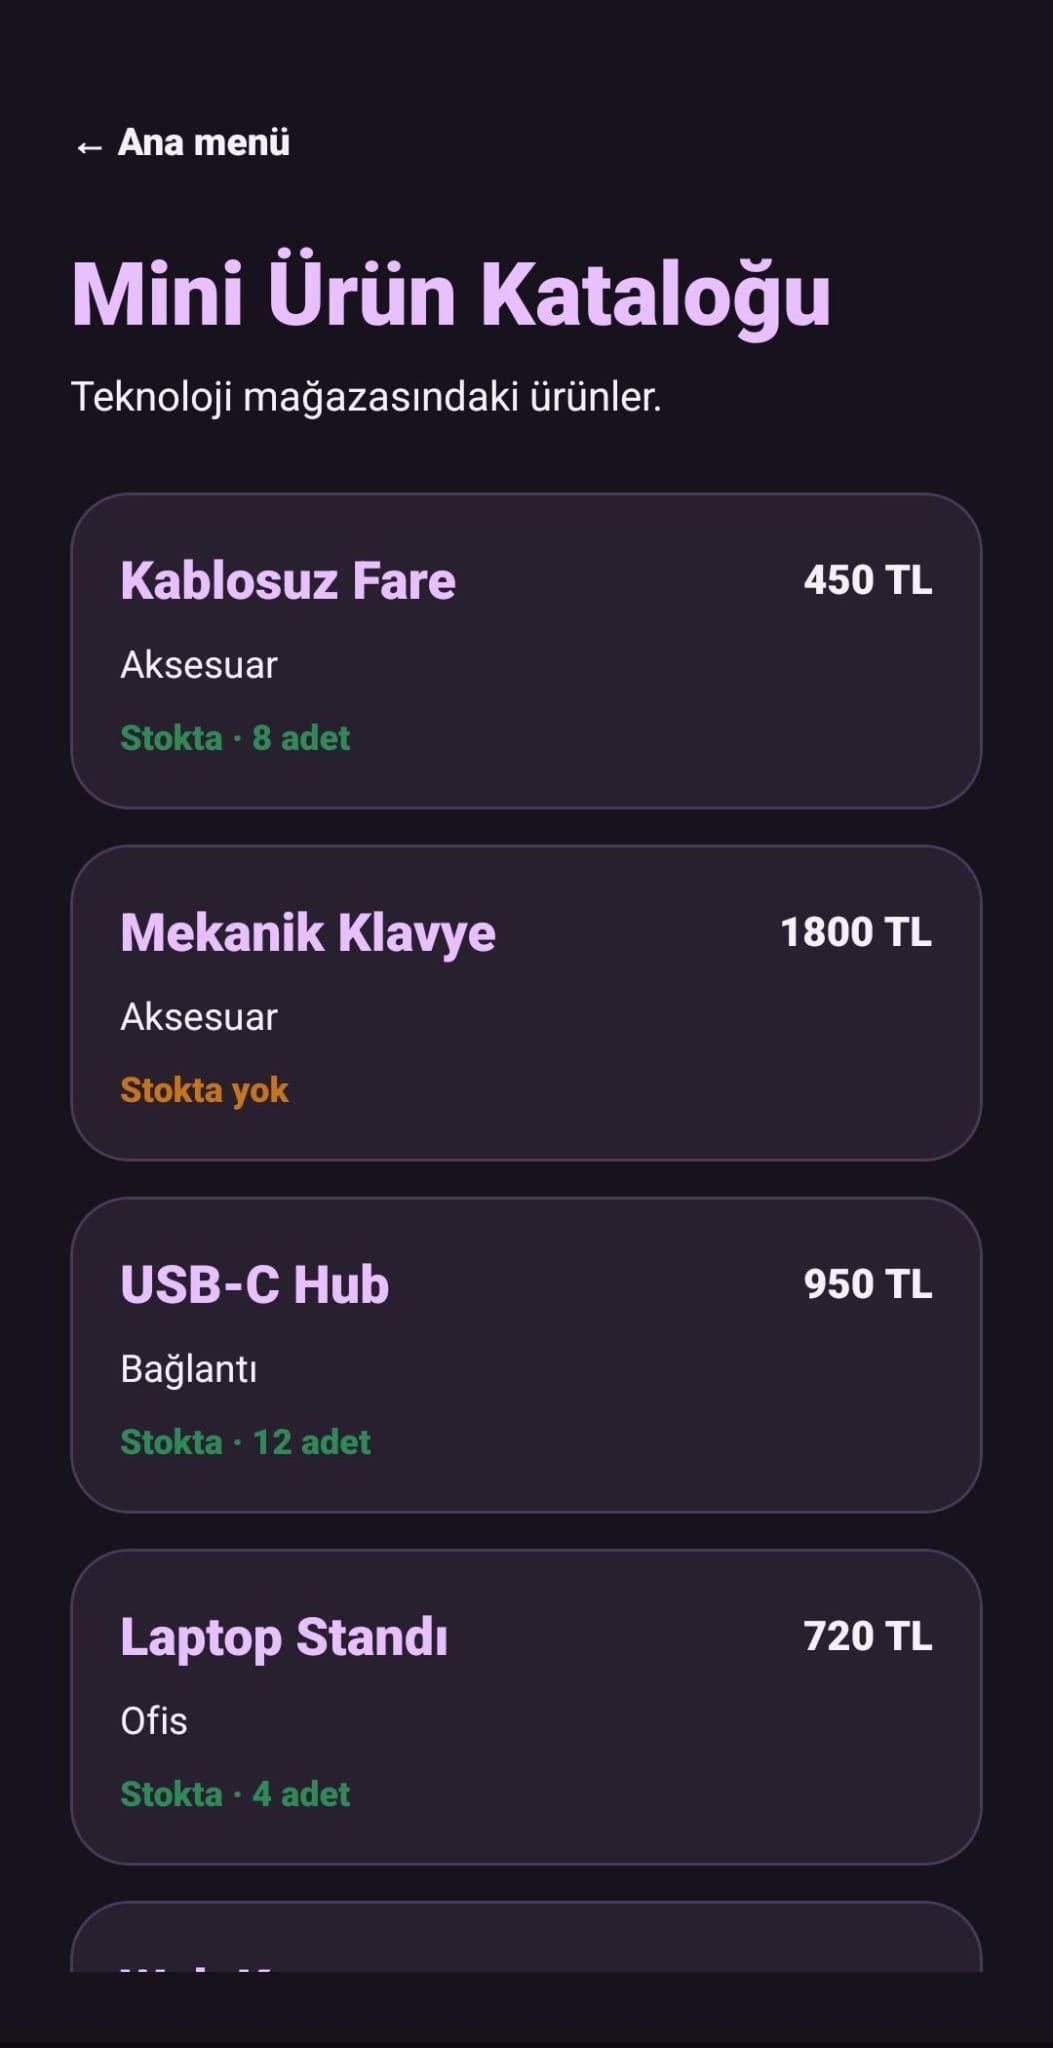 ← Ana menü
Mini Ürün Kataloğu
Teknoloji mağazasındaki ürünler.
Kablosuz Fare 450 TL
Aksesuar
Stokta · 8 adet
Mekanik Klavye 1800 TL
Aksesuar
Stokta yok
USB-C Hub 950 TL
Bağlantı
Stokta · 12 adet
Laptop Standı 720 TL
Ofis
Stokta · 4 adet